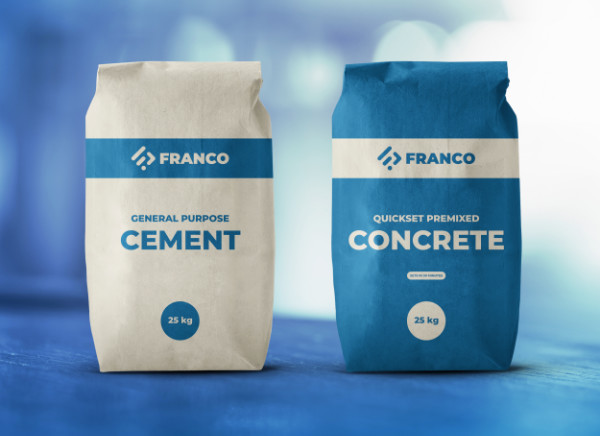 FRANCO
GENERAL PURPOSE
CEMENT
25 kg
FRANCO
QUICKSET PREMIXED
CONCRETE
25 kg